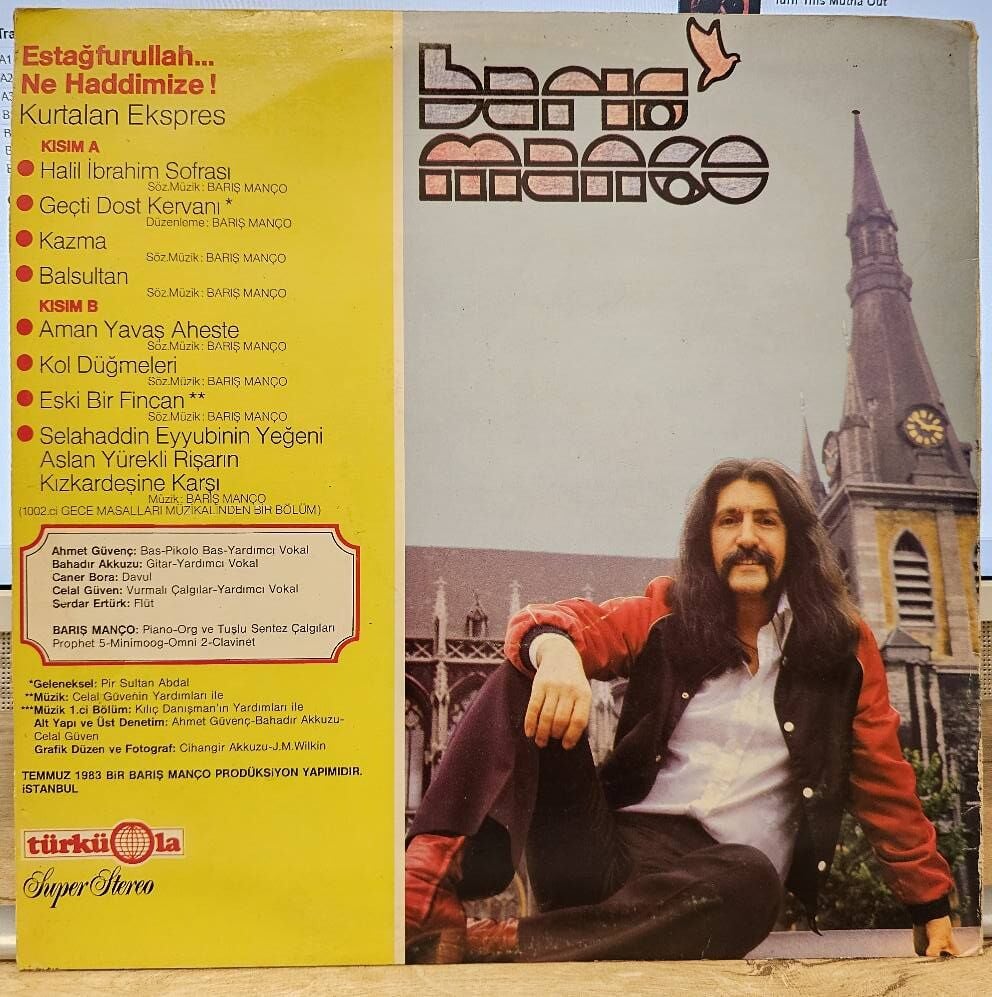 Turn This Mutha Out
Estağfurullah...
Ne Haddimize !
Kurtalan Ekspres
KISIM A
Halil İbrahim Sofrası
Söz.Müzik: BARIŞ MANÇO
Geçti Dost Kervanı *
Düzenleme: BARIŞ MANÇO
Kazma
Söz.Müzik: BARIŞ MANÇO
Balsultan
Söz.Müzik: BARIŞ MANÇO
KISIM B
Aman Yavaş Aheste
Söz.Müzik: BARIŞ MANÇO
Kol Düğmeleri
Söz.Müzik: BARIŞ MANÇO
Eski Bir Fincan **
Söz.Müzik: BARIŞ MANÇO
Selahaddin Eyyubinin Yeğeni
Aslan Yürekli Rişarın
Kızkardeşine Karşı
Müzik: BARIŞ MANÇO
(1002.ci GECE MASALLARI MÜZİKALİNDEN BİR BÖLÜM)
Ahmet Güvenç: Bas-Pikolo Bas-Yardımcı Vokal
Bahadır Akkuzu: Gitar-Yardımcı Vokal
Caner Bora: Davul
Celal Güven: Vurmalı Çalgılar-Yardımcı Vokal
Serdar Ertürk: Flüt
BARIŞ MANÇO: Piano-Org ve Tuşlu Sentez Çalgıları
Prophet 5-Minimoog-Omni 2-Clavinet
*Geleneksel: Pir Sultan Abdal
**Müzik: Celal Güvenin Yardımları ile
***Müzik 1.ci Bölüm: Kılıç Danışman'ın Yardımları ile
Alt Yapı ve Üst Denetim: Ahmet Güvenç-Bahadır Akkuzu-
Celal Güven
Grafik Düzen ve Fotograf: Cihangir Akkuzu-J.M.Wilkin
TEMMUZ 1983 BİR BARIŞ MANÇO PRODÜKSİYON YAPIMIDIR.
İSTANBUL
türküola
Super Stereo
barış
manço